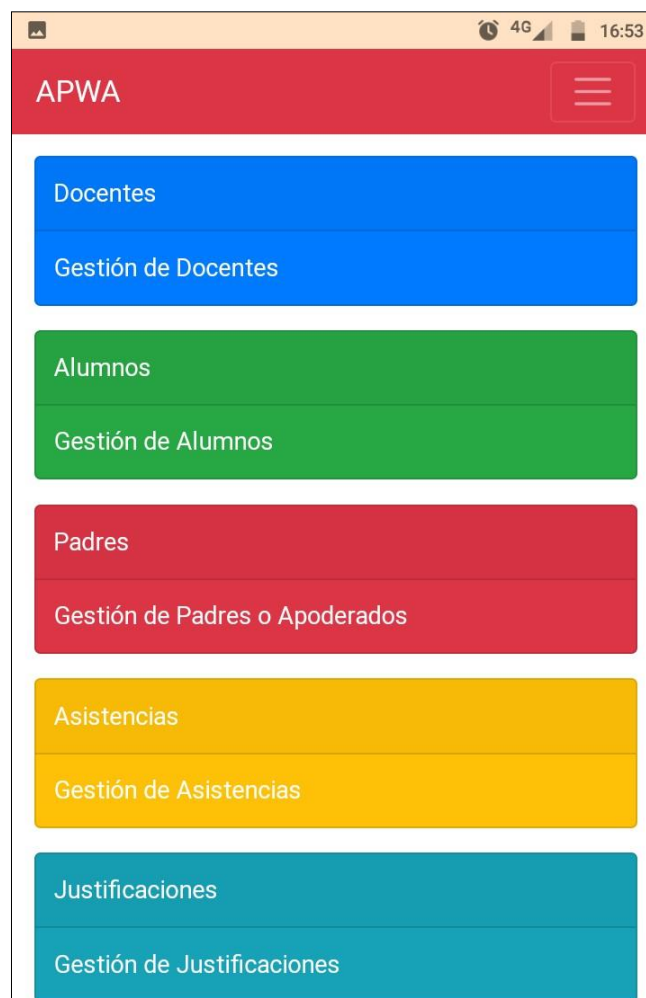 4G 16:53
APWA
Docentes
Gestión de Docentes
Alumnos
Gestión de Alumnos
Padres
Gestión de Padres o Apoderados
Asistencias
Gestión de Asistencias
Justificaciones
Gestión de Justificaciones